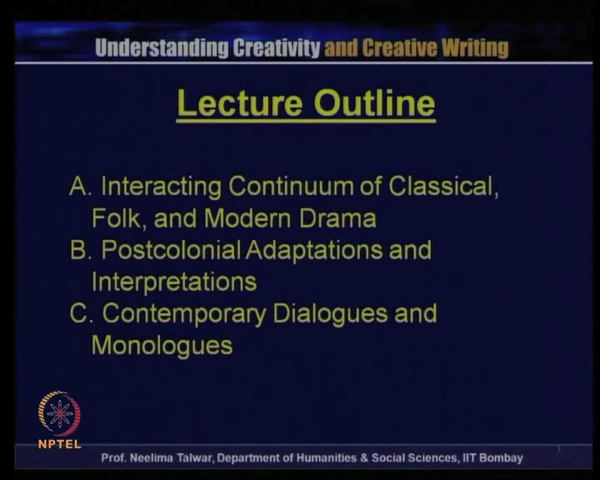 Understanding Creativity and Creative Writing
Lecture Outline
A. Interacting Continuum of Classical,
Folk, and Modern Drama
B. Postcolonial Adaptations and
Interpretations
C. Contemporary Dialogues and
Monologues
NPTEL
1
Prof. Neelima Talwar, Department of Humanities & Social Sciences, IIT Bombay